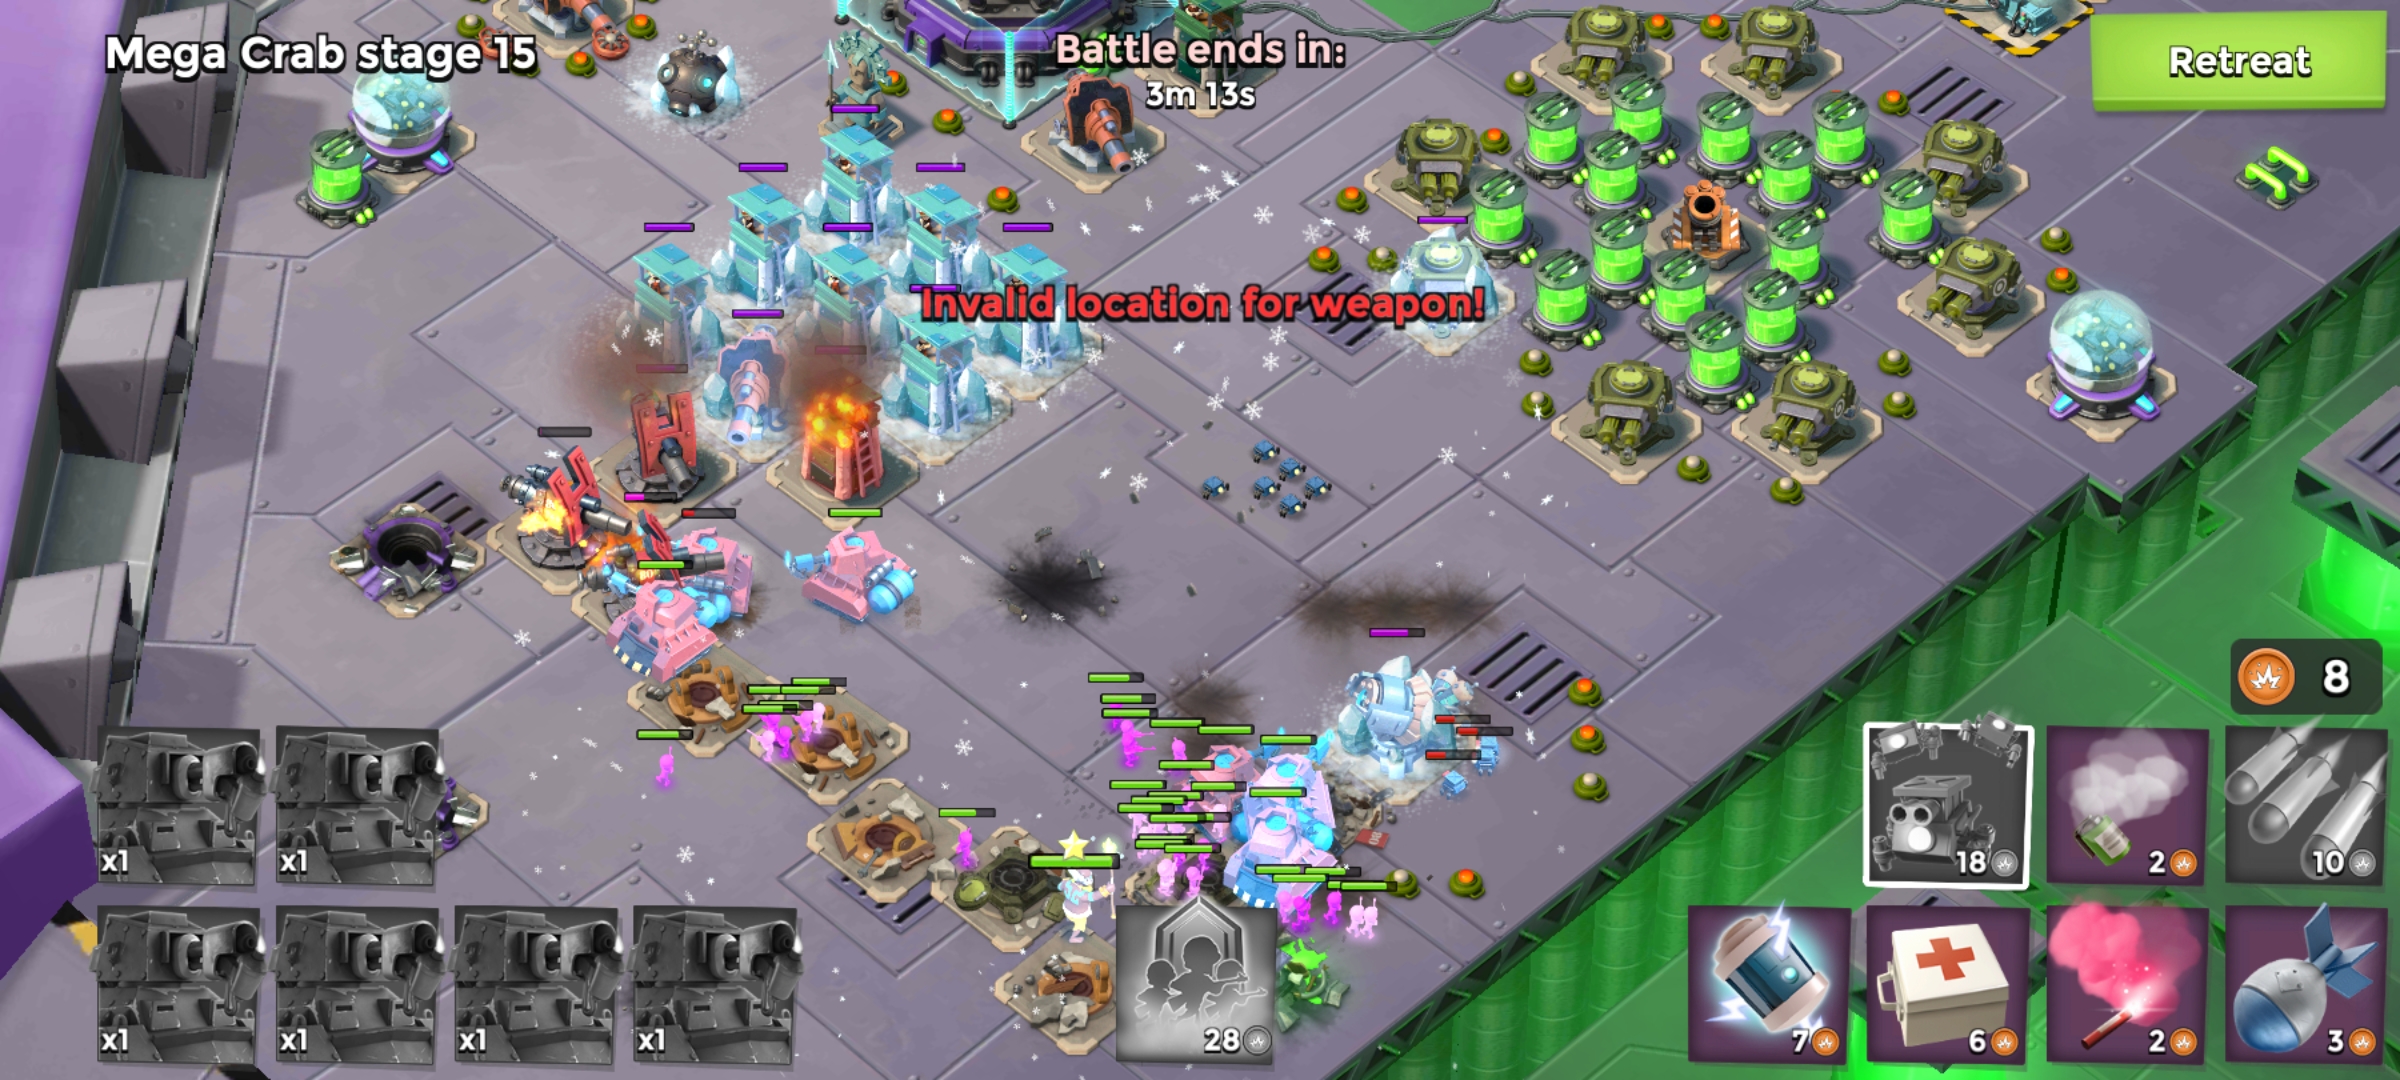 Mega Crab stage 15
Battle ends in:
3m 13s
Retreat
Invalid location for weapon!
8
x1
x1
18
2
10
x1
x1
x1
x1
28
7
6
2
3